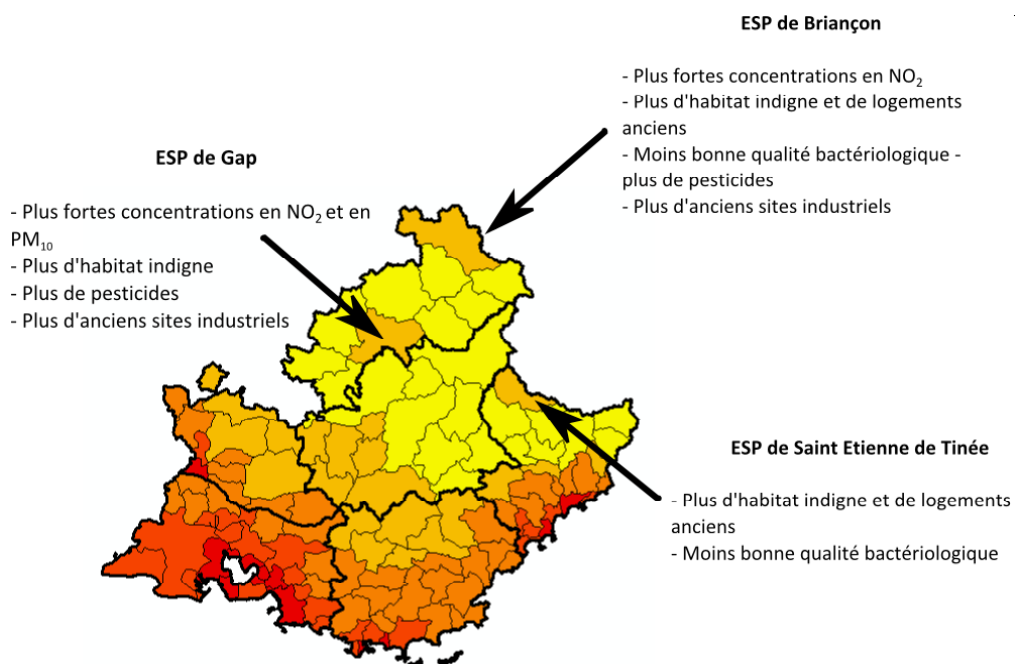 ESP de Briançon
- Plus fortes concentrations en NO₂
- Plus d'habitat indigne et de logements
anciens
- Moins bonne qualité bactériologique -
plus de pesticides
- Plus d'anciens sites industriels
ESP de Gap
- Plus fortes concentrations en NO₂ et en
PM₁₀
- Plus d'habitat indigne
- Plus de pesticides
- Plus d'anciens sites industriels
ESP de Saint Etienne de Tinée
- Plus d'habitat indigne et de logements
anciens
- Moins bonne qualité bactériologique